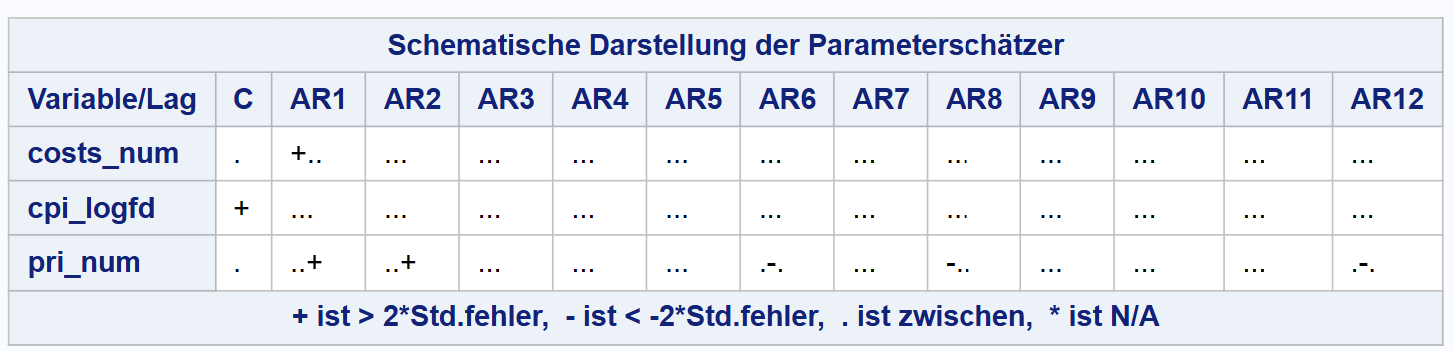 Schematische Darstellung der Parameterschätzer
Variable/Lag C AR1 AR2 AR3 AR4 AR5 AR6 AR7 AR8 AR9 AR10 AR11 AR12
costs_num . +.. ... ... ... ... ... ... ... ... ... ... ...
cpi_logfd + ... ... ... ... ... ... ... ... ... ... ... ...
pri_num . ..+ ..+ ... ... ... .-. ... -.. ... ... ... .-.
+ ist > 2*Std.fehler, - ist < -2*Std.fehler, . ist zwischen, * ist N/A